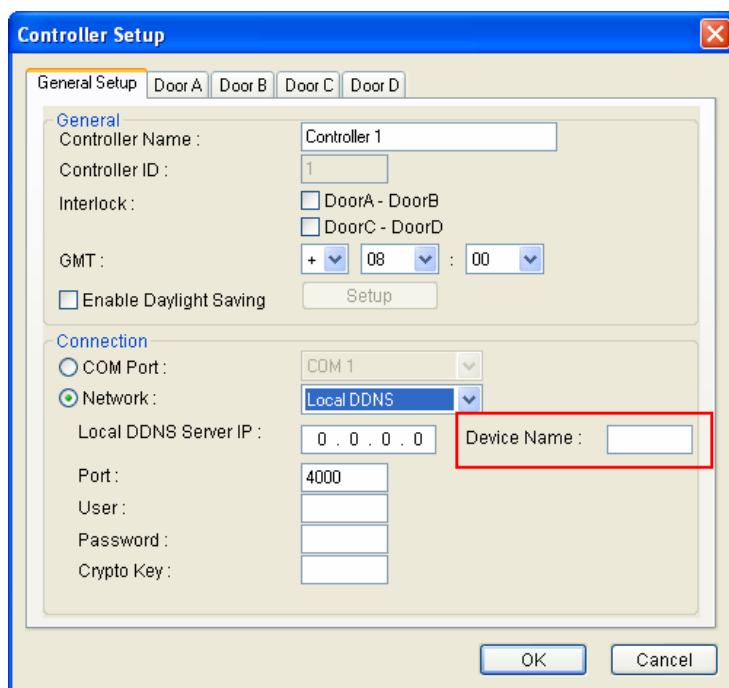 Controller Setup
General Setup Door A Door B Door C Door D
General
Controller Name : Controller 1
Controller ID : 1
Interlock : DoorA - DoorB
DoorC - DoorD
GMT : + 08 : 00
Enable Daylight Saving Setup
Connection
COM Port : COM 1
Network : Local DDNS
Local DDNS Server IP : 0 . 0 . 0 . 0 Device Name :
Port : 4000
User :
Password :
Crypto Key :
OK Cancel